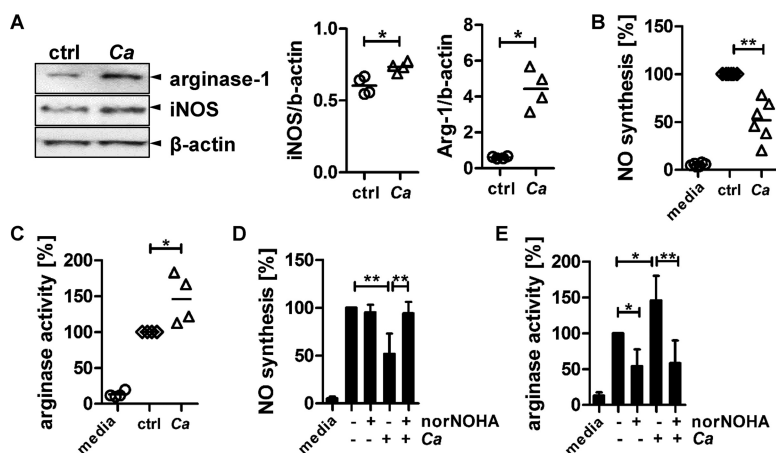 A
ctrl Ca
arginase-1
iNOS
β-actin
iNOS/b-actin
1.0
0.5
0.0
*
ctrl Ca
Arg-1/b-actin
6
4
2
0
*
ctrl Ca
B
NO synthesis [%]
150
100
50
0
**
media
ctrl
Ca
C
arginase activity [%]
200
150
100
50
0
*
media
ctrl
Ca
D
NO synthesis [%]
200
150
100
50
0
** **
media
- + - + norNOHA
- - + + Ca
E
arginase activity [%]
200
150
100
50
0
* **
*
media
- + - + norNOHA
- - + + Ca